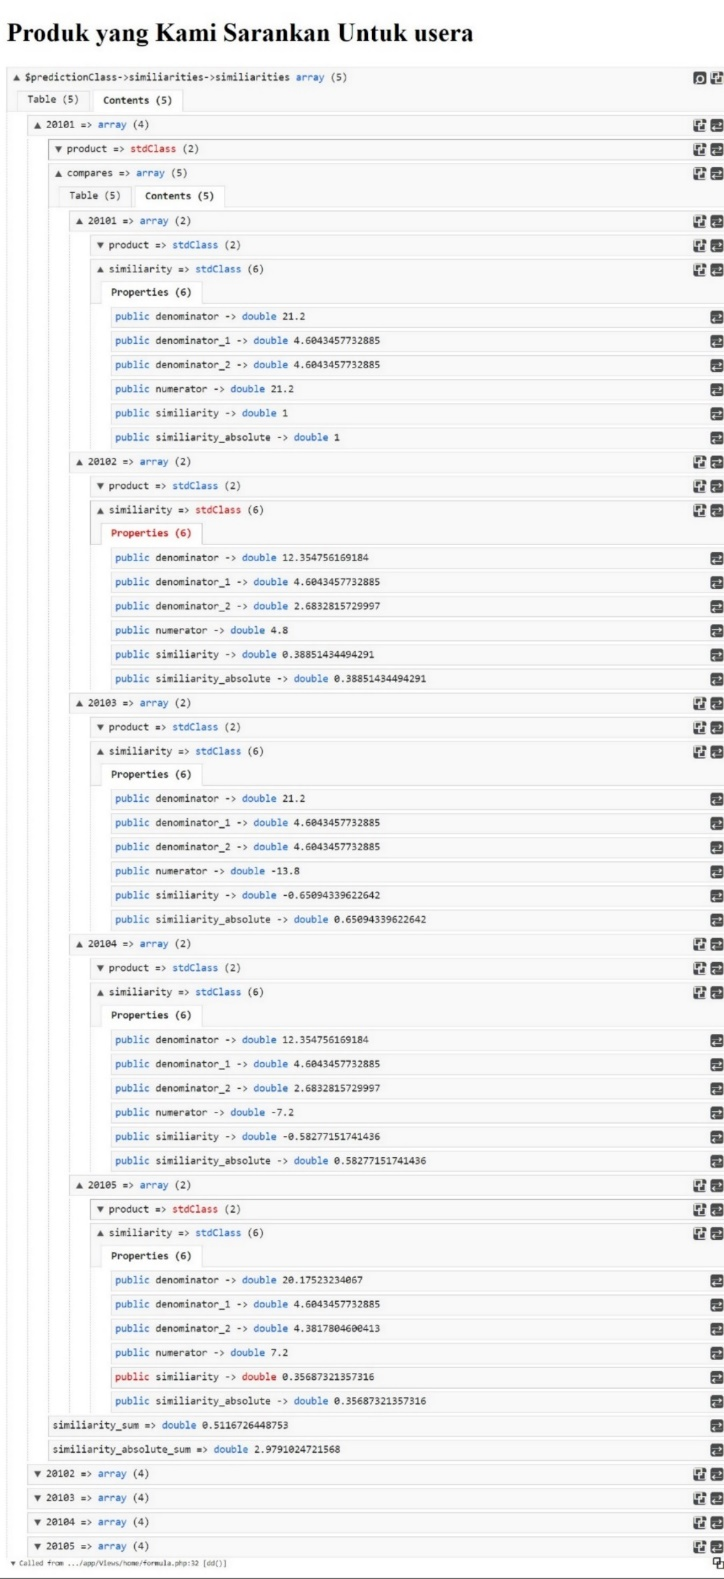 Produk yang Kami Sarankan Untuk usera
▲ $predictionClass->similiarities->similiarities array (5)
Table (5) Contents (5)
▲ 20101 => array (4)
▼ product => stdClass (2)
▲ compares => array (5)
Table (5) Contents (5)
▲ 20101 => array (2)
▼ product => stdClass (2)
▲ similiarity => stdClass (6)
Properties (6)
public denominator -> double 21.2
public denominator_1 -> double 4.6043457732885
public denominator_2 -> double 4.6043457732885
public numerator -> double 21.2
public similiarity -> double 1
public similiarity_absolute -> double 1
▲ 20102 => array (2)
▼ product => stdClass (2)
▲ similiarity => stdClass (6)
Properties (6)
public denominator -> double 12.354756169184
public denominator_1 -> double 4.6043457732885
public denominator_2 -> double 2.6832815729997
public numerator -> double 4.8
public similiarity -> double 0.38851434494291
public similiarity_absolute -> double 0.38851434494291
▲ 20103 => array (2)
▼ product => stdClass (2)
▲ similiarity => stdClass (6)
Properties (6)
public denominator -> double 21.2
public denominator_1 -> double 4.6043457732885
public denominator_2 -> double 4.6043457732885
public numerator -> double -13.8
public similiarity -> double -0.65094339622642
public similiarity_absolute -> double 0.65094339622642
▲ 20104 => array (2)
▼ product => stdClass (2)
▲ similiarity => stdClass (6)
Properties (6)
public denominator -> double 12.354756169184
public denominator_1 -> double 4.6043457732885
public denominator_2 -> double 2.6832815729997
public numerator -> double -7.2
public similiarity -> double -0.58277151741436
public similiarity_absolute -> double 0.58277151741436
▲ 20105 => array (2)
▼ product => stdClass (2)
▲ similiarity => stdClass (6)
Properties (6)
public denominator -> double 20.17523234067
public denominator_1 -> double 4.6043457732885
public denominator_2 -> double 4.3817804600413
public numerator -> double 7.2
public similiarity -> double 0.35687321357316
public similiarity_absolute -> double 0.35687321357316
similiarity_sum => double 0.5116726448753
similiarity_absolute_sum => double 2.9791024721568
▼ 20102 => array (4)
▼ 20103 => array (4)
▼ 20104 => array (4)
▼ 20105 => array (4)
▼ Called from .../app/Views/home/formula.php:32 [dd()]